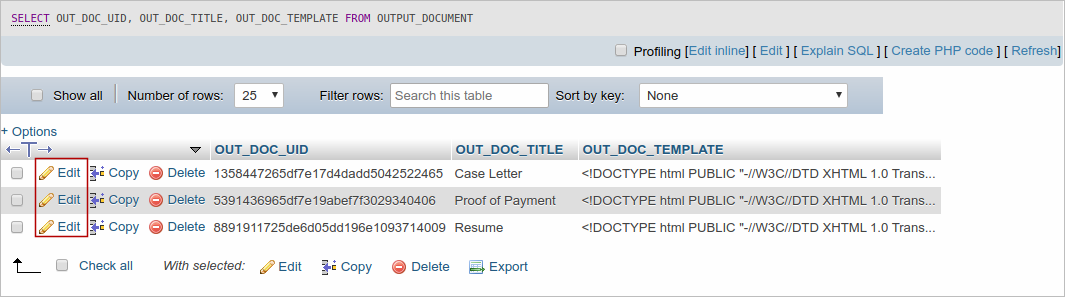 SELECT OUT_DOC_UID, OUT_DOC_TITLE, OUT_DOC_TEMPLATE FROM OUTPUT_DOCUMENT
Profiling [Edit inline] [ Edit ] [ Explain SQL ] [ Create PHP code ] [ Refresh]
Show all Number of rows: 25 Filter rows: Search this table Sort by key: None
+ Options
OUT_DOC_UID OUT_DOC_TITLE OUT_DOC_TEMPLATE
Edit Copy Delete 1358447265df7e17d4dadd5042522465 Case Letter <!DOCTYPE html PUBLIC "-//W3C//DTD XHTML 1.0 Trans...
Edit Copy Delete 5391436965df7e19abef7f3029340406 Proof of Payment <!DOCTYPE html PUBLIC "-//W3C//DTD XHTML 1.0 Trans...
Edit Copy Delete 8891911725de6d05dd196e1093714009 Resume <!DOCTYPE html PUBLIC "-//W3C//DTD XHTML 1.0 Trans...
Check all With selected: Edit Copy Delete Export